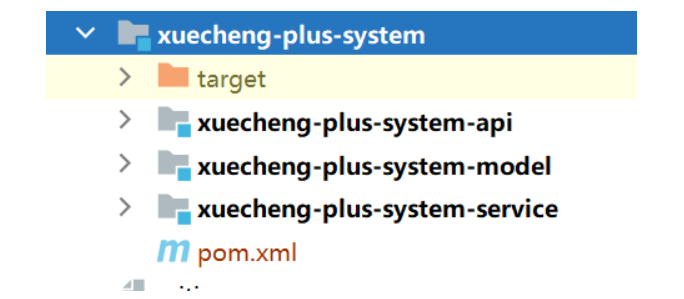 xuecheng-plus-system
target
xuecheng-plus-system-api
xuecheng-plus-system-model
xuecheng-plus-system-service
m pom.xml